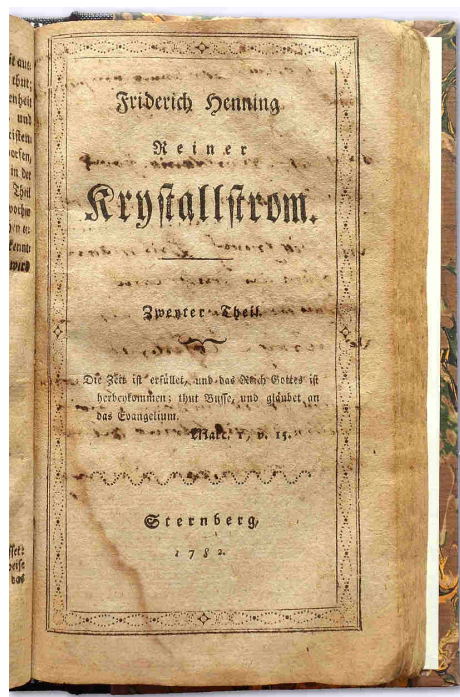 Friderich Henning
Reiner
Krystallstrom.
Zweyter Theil.
Die Zeit ist erfüllet, und das Reich Gottes ist
herbeykommen; thut Busse, und gläubet an
das Evangelium.
Marc. 1, v. 15.
Sternberg,
1782.